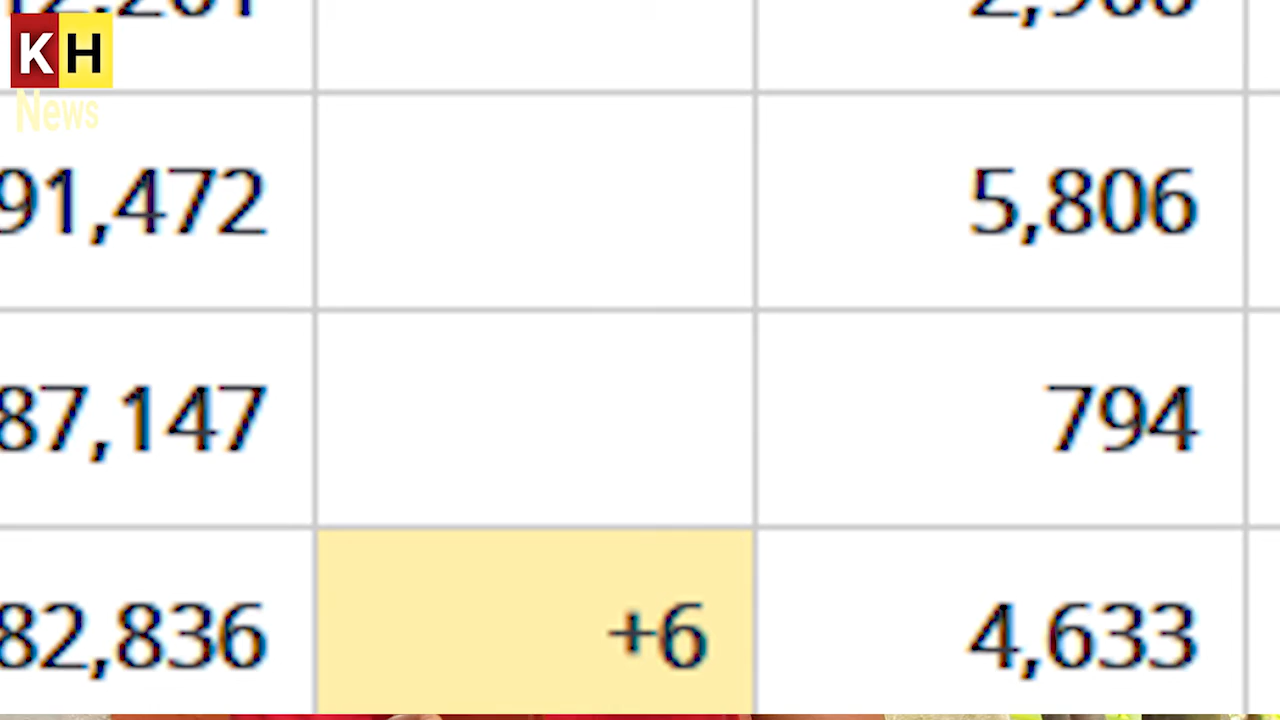 KH
News
91,472 5,806
87,147 794
82,836 +6 4,633